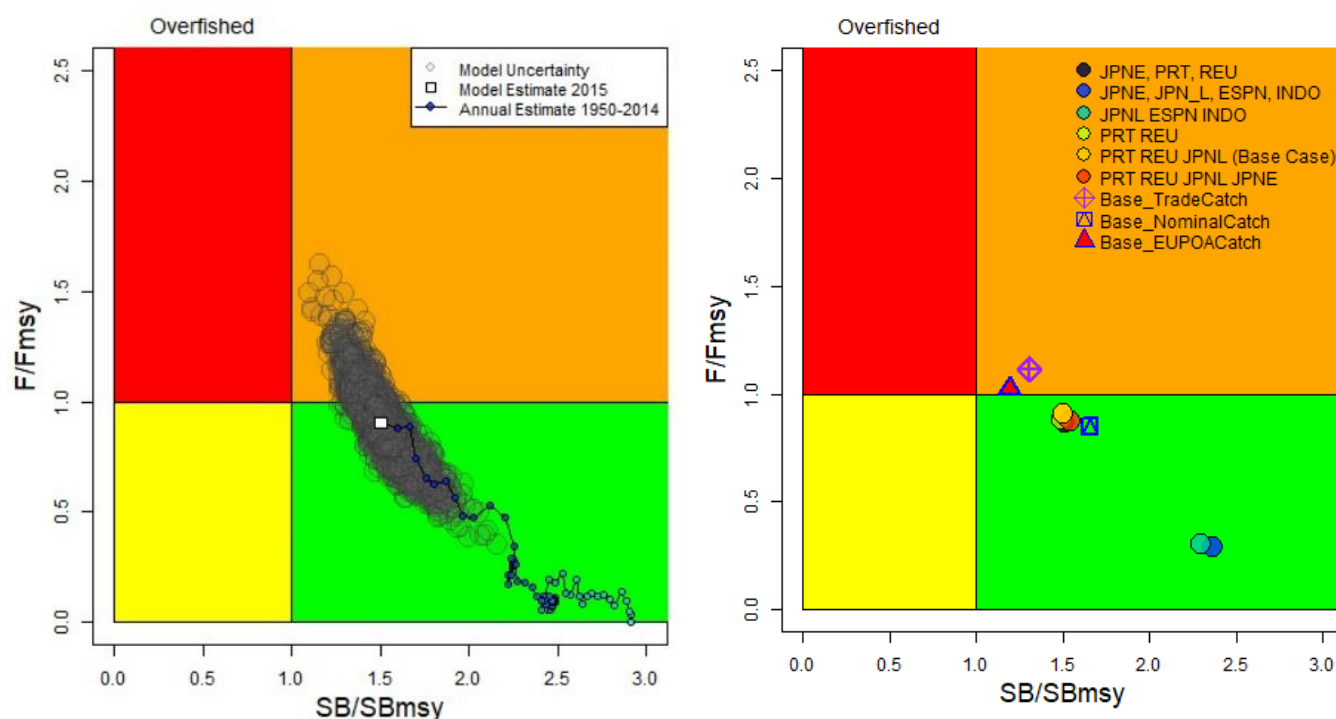 Overfished
Model Uncertainty
Model Estimate 2015
Annual Estimate 1950-2014
F/Fmsy
2.5
2.0
1.5
1.0
0.5
0.0
0.0 0.5 1.0 1.5 2.0 2.5 3.0
SB/SBmsy
Overfished
JPNE, PRT, REU
JPNE, JPN_L, ESPN, INDO
JPNL ESPN INDO
PRT REU
PRT REU JPNL (Base Case)
PRT REU JPNL JPNE
Base_TradeCatch
Base_NominalCatch
Base_EUPOACatch
F/Fmsy
2.5
2.0
1.5
1.0
0.5
0.0
0.0 0.5 1.0 1.5 2.0 2.5 3.0
SB/SBmsy